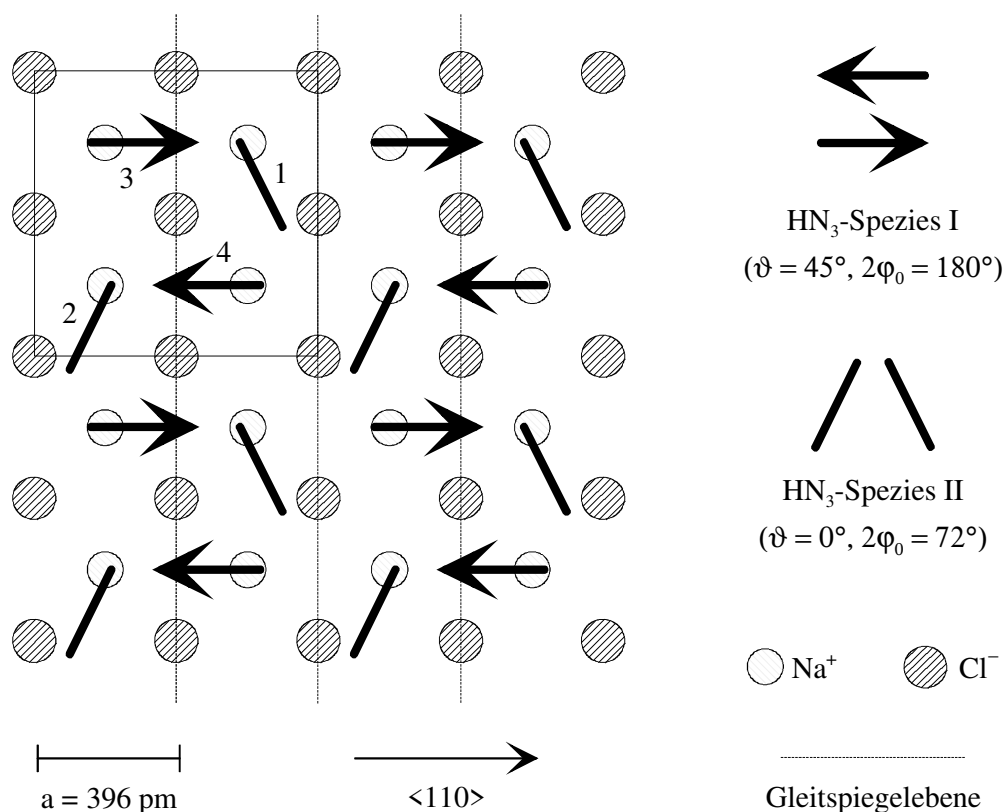 3
1
4
2
HN₃-Spezies I
(ϑ = 45°, 2φ₀ = 180°)
HN₃-Spezies II
(ϑ = 0°, 2φ₀ = 72°)
Na⁺
Cl⁻
a = 396 pm
<110>
Gleitspiegelebene